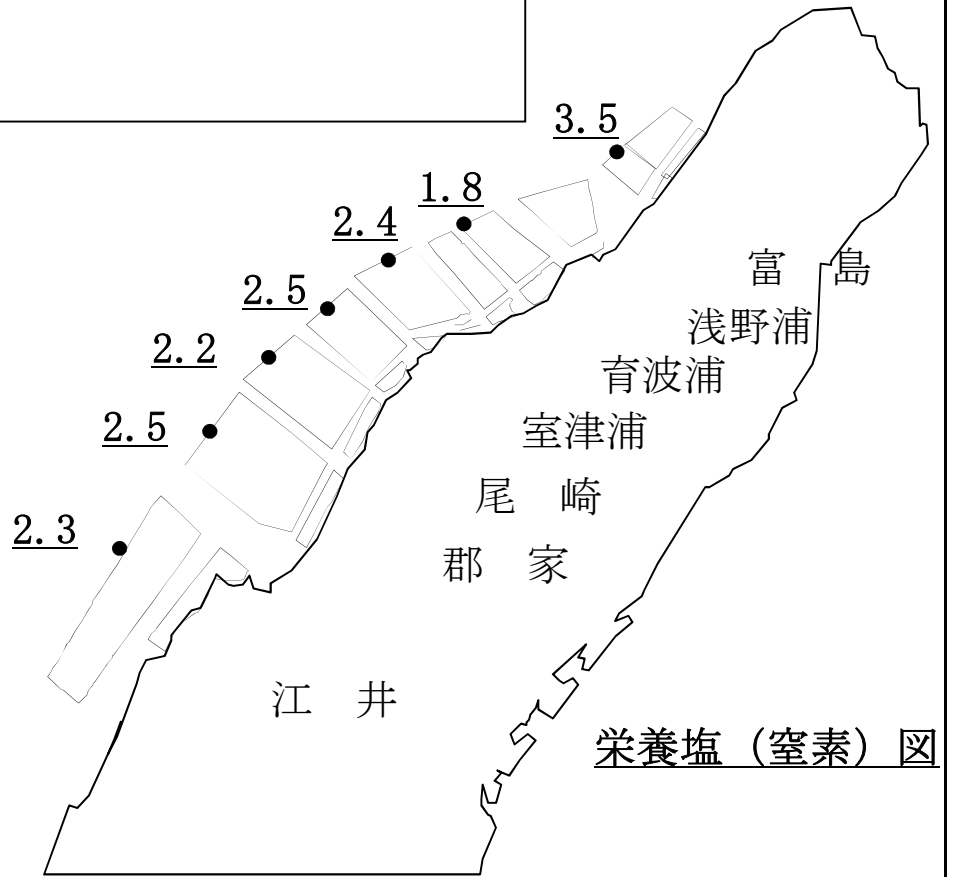 3.5
1.8
2.4
2.5
2.2
2.5
2.3
富　島
浅野浦
育波浦
室津浦
尾　崎
郡　家
江　井
栄養塩（窒素）図